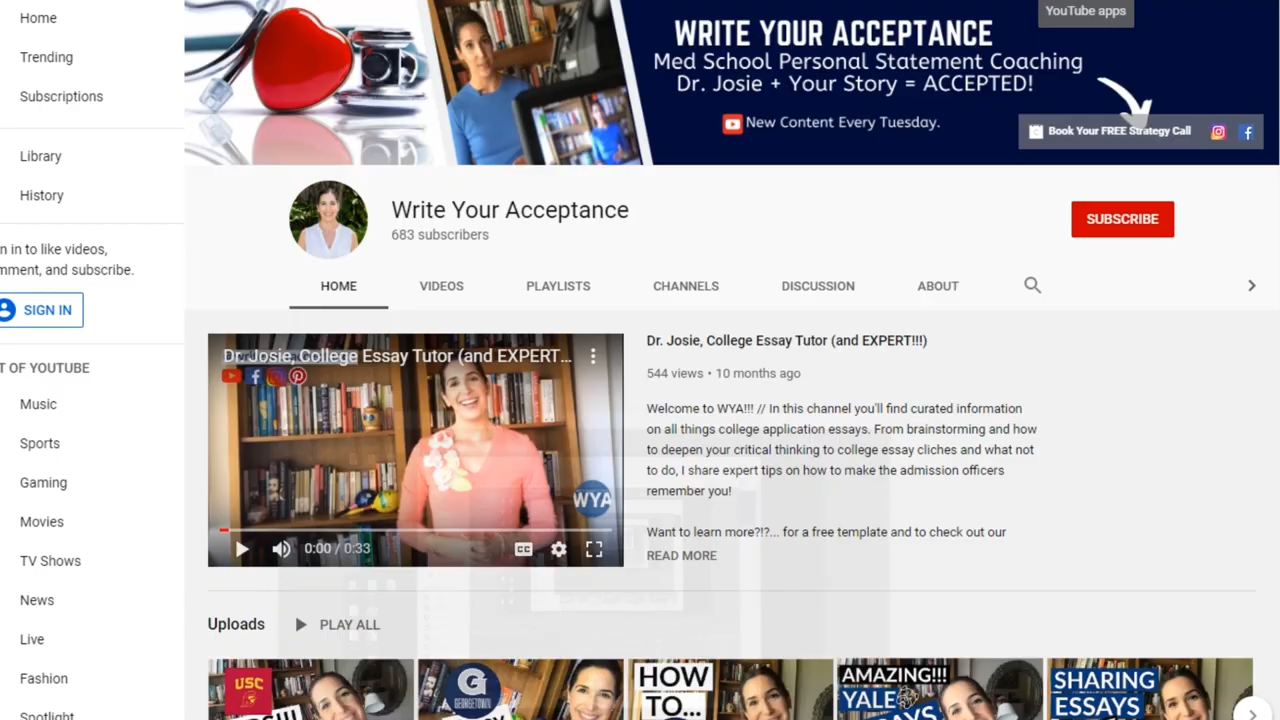 YouTube apps
Home
Trending
Subscriptions
Library
History
n in to like videos,
mment, and subscribe.
SIGN IN
T OF YOUTUBE
Music
Sports
Gaming
Movies
TV Shows
News
Live
Fashion
Spotlight
WRITE YOUR ACCEPTANCE
Med School Personal Statement Coaching
Dr. Josie + Your Story = ACCEPTED!
New Content Every Tuesday.
Book Your FREE Strategy Call
Write Your Acceptance
683 subscribers
SUBSCRIBE
HOME VIDEOS PLAYLISTS CHANNELS DISCUSSION ABOUT
Dr. Josie, College Essay Tutor (and EXPERT...
WYA
0:00 / 0:33
CC
Dr. Josie, College Essay Tutor (and EXPERT!!!)
544 views • 10 months ago
Welcome to WYA!!! // In this channel you'll find curated information
on all things college application essays. From brainstorming and how
to deepen your critical thinking to college essay cliches and what not
to do, I share expert tips on how to make the admission officers
remember you!
Want to learn more?!?... for a free template and to check out our
READ MORE
Uploads PLAY ALL
USC
G
GEORGETOWN
HOW
TO...
AMAZING!!!
YALE
SHARING
ESSAYS